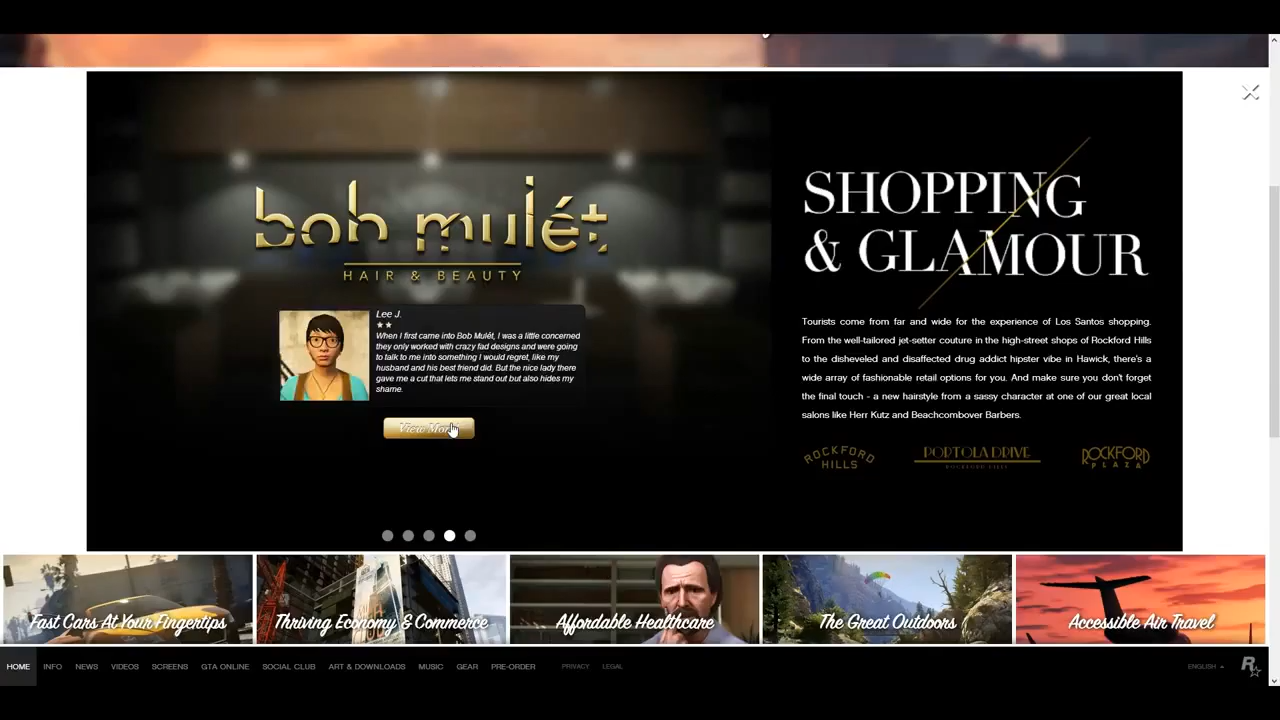 bob mulét
HAIR & BEAUTY
Lee J.
When I first came into Bob Mulét, I was a little concerned
they only worked with crazy fad designs and were going
to talk to me into something I would regret, like my
husband and his best friend did. But the nice lady there
gave me a cut that lets me stand out but also hides my
shame.
View More
SHOPPING
& GLAMOUR
Tourists come from far and wide for the experience of Los Santos shopping.
From the well-tailored jet-setter couture in the high-street shops of Rockford Hills
to the disheveled and disaffected drug addict hipster vibe in Hawick, there's a
wide array of fashionable retail options for you. And make sure you don't forget
the final touch - a new hairstyle from a sassy character at one of our great local
salons like Herr Kutz and Beachcombover Barbers.
ROCKFORD
HILLS
PORTOLA DRIVE
ROCKFORD HILLS
ROCKFORD
PLAZA
Fast Cars At Your Fingertips
Thriving Economy & Commerce
Affordable Healthcare
The Great Outdoors
Accessible Air Travel
HOME INFO NEWS VIDEOS SCREENS GTA ONLINE SOCIAL CLUB ART & DOWNLOADS MUSIC GEAR PRE-ORDER PRIVACY LEGAL ENGLISH R